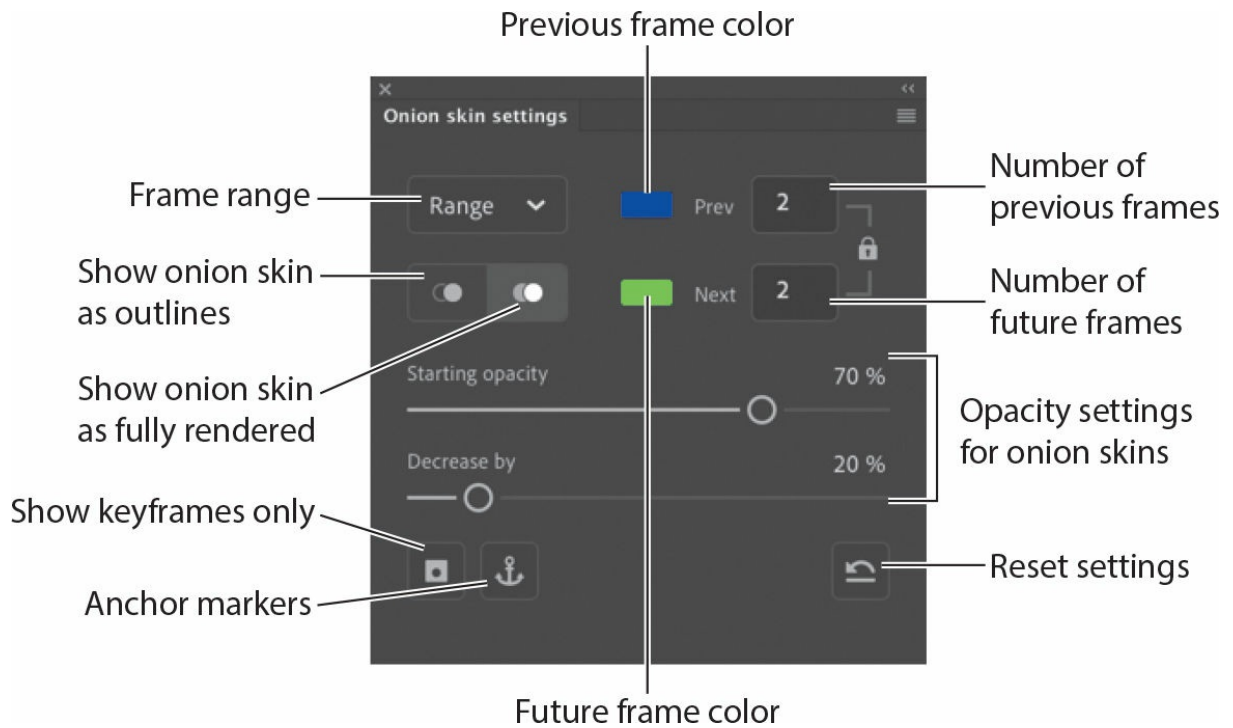 Previous frame color
Onion skin settings
Frame range
Range
Prev
2
Number of
previous frames
Show onion skin
as outlines
Next
2
Number of
future frames
Show onion skin
as fully rendered
Starting opacity
70 %
Opacity settings
for onion skins
Decrease by
20 %
Show keyframes only
Anchor markers
Reset settings
Future frame color